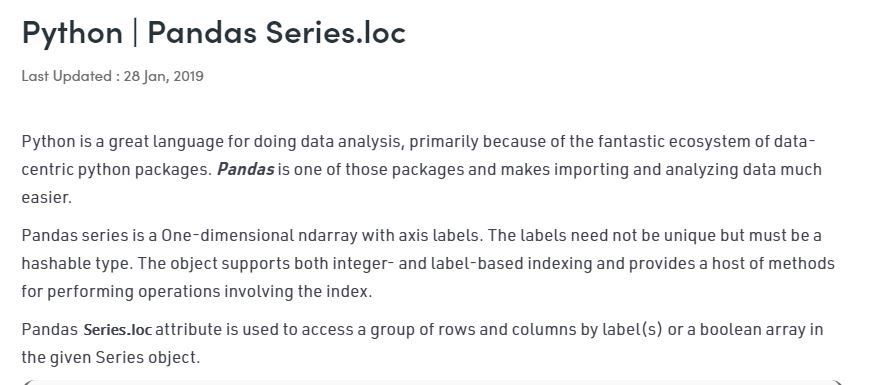 Python | Pandas Series.loc
Last Updated : 28 Jan, 2019
Python is a great language for doing data analysis, primarily because of the fantastic ecosystem of data-
centric python packages. Pandas is one of those packages and makes importing and analyzing data much
easier.
Pandas series is a One-dimensional ndarray with axis labels. The labels need not be unique but must be a
hashable type. The object supports both integer- and label-based indexing and provides a host of methods
for performing operations involving the index.
Pandas Series.loc attribute is used to access a group of rows and columns by label(s) or a boolean array in
the given Series object.